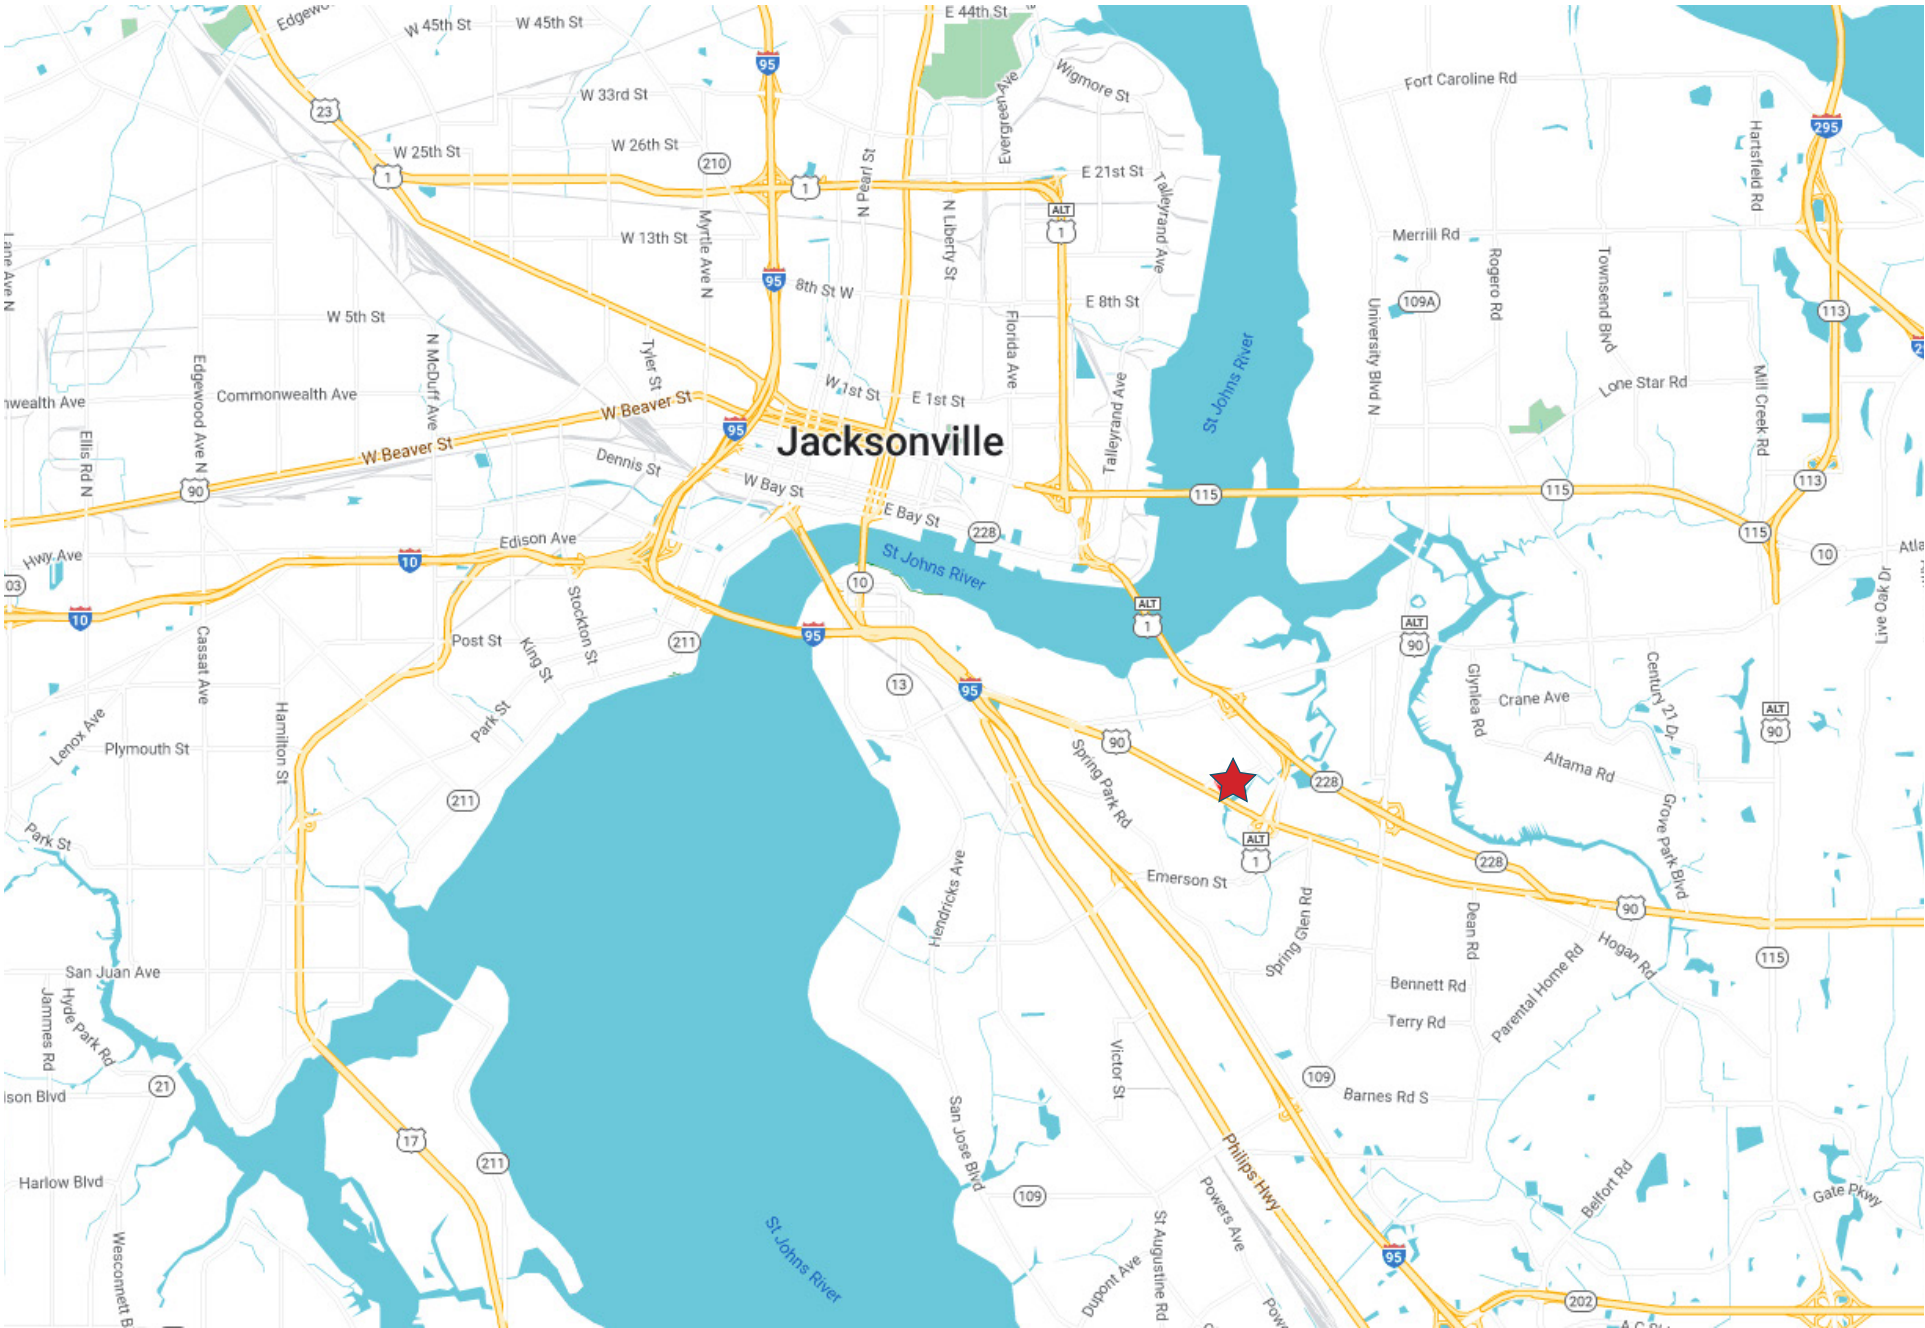 Edgewo
W 45th St
W 45th St
E 44th St
95
Wigmore St
Fort Caroline Rd
23
W 33rd St
Evergreen Ave
295
Hartsfield Rd
W 25th St
W 26th St
210
1
1
N Pearl St
E 21st St
Talleyrand Ave
ALT
1
N Liberty St
Myrtle Ave N
W 13th St
Merrill Rd
Rogero Rd
Townsend Blvd
Lane Ave N
95
8th St W
E 8th St
109A
University Blvd N
113
W 5th St
N McDuff Ave
Tyler St
Florida Ave
St Johns River
2
Edgewood Ave N
Commonwealth Ave
nwealth Ave
W Beaver St
W 1st St
E 1st St
Talleyrand Ave
Lone Star Rd
Mill Creek Rd
95
Jacksonville
Ellis Rd N
W Beaver St
Dennis St
W Bay St
90
115
115
113
E Bay St
228
115
10
Atla
Hwy Ave
Edison Ave
10
St Johns River
03
10
Stockton St
10
ALT
1
Live Oak Dr
Cassat Ave
Post St
King St
211
95
ALT
90
13
95
Glynlea Rd
Crane Ave
Century 21 Dr
Lenox Ave
Plymouth St
Hamilton St
Park St
90
Spring Park Rd
ALT
90
Altama Rd
228
211
Park St
Grove Park Blvd
ALT
1
228
Hendricks Ave
Emerson St
Spring Glen Rd
Dean Rd
90
Hogan Rd
115
San Juan Ave
Jammes Rd
Hyde Park Rd
Bennett Rd
Parental Home Rd
Terry Rd
21
Victor St
109
Barnes Rd S
ison Blvd
17
San Jose Blvd
Philips Hwy
211
Harlow Blvd
109
Powers Ave
Belfort Rd
Gate Pkwy
Wesconnett B
St Johns River
St Augustine Rd
Dupont Ave
95
202
Powe